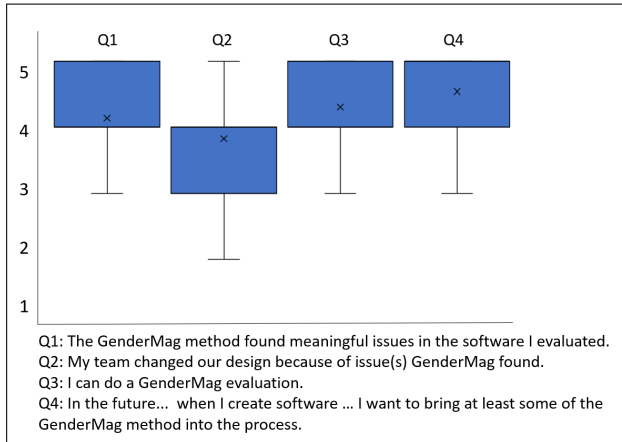 Q1 Q2 Q3 Q4
5
4
3
2
1
Q1: The GenderMag method found meaningful issues in the software I evaluated.
Q2: My team changed our design because of issue(s) GenderMag found.
Q3: I can do a GenderMag evaluation.
Q4: In the future... when I create software ... I want to bring at least some of the
GenderMag method into the process.